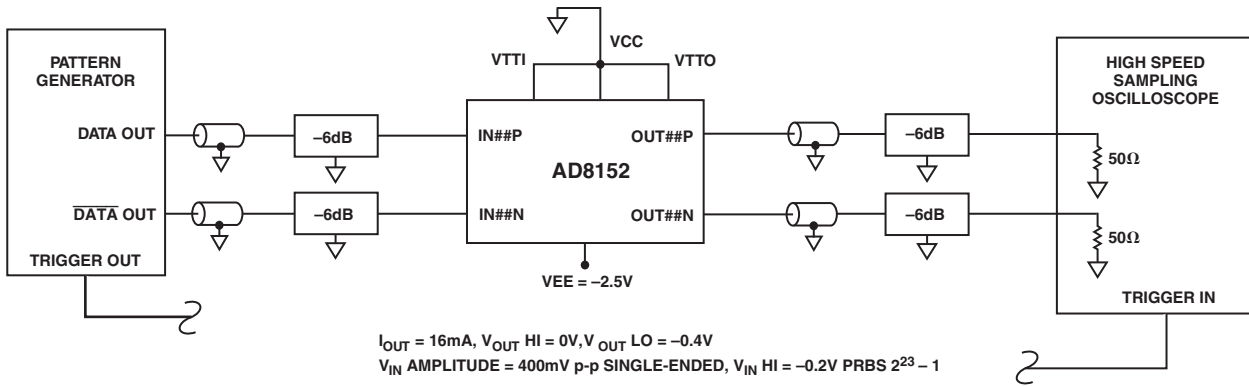 VCC
VTTI
VTTO
PATTERN
GENERATOR
DATA OUT
DATA OUT
TRIGGER OUT
–6dB
–6dB
IN##P
IN##N
AD8152
OUT##P
OUT##N
VEE = –2.5V
–6dB
–6dB
HIGH SPEED
SAMPLING
OSCILLOSCOPE
50Ω
50Ω
TRIGGER IN
IOUT = 16mA, VOUT HI = 0V, V OUT LO = –0.4V
VIN AMPLITUDE = 400mV p-p SINGLE-ENDED, VIN HI = –0.2V PRBS 2²³ – 1